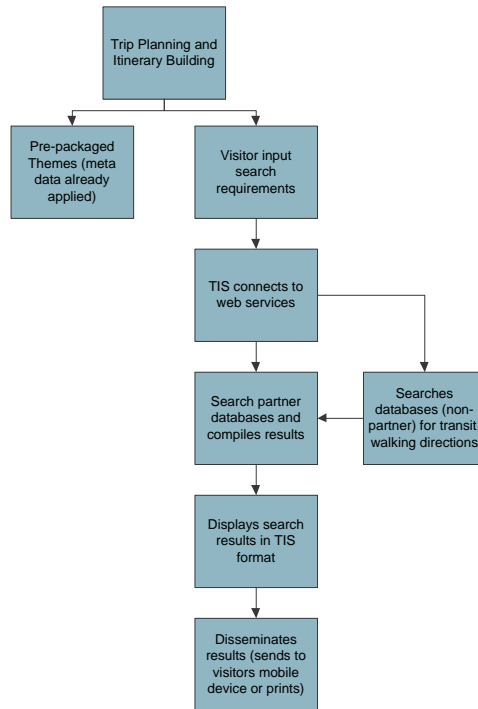 Trip Planning and
Itinerary Building
Pre-packaged
Themes (meta
data already
applied)
Visitor input
search
requirements
TIS connects to
web services
Search partner
databases and
compiles results
Searches
databases (non-
partner) for transit,
walking directions
Displays search
results in TIS
format
Disseminates
results (sends to
visitors mobile
device or prints)